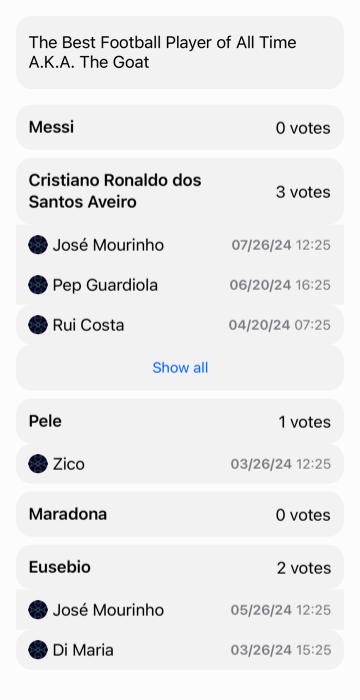 The Best Football Player of All Time
A.K.A. The Goat
Messi 0 votes
Cristiano Ronaldo dos
Santos Aveiro 3 votes
José Mourinho 07/26/24 12:25
Pep Guardiola 06/20/24 16:25
Rui Costa 04/20/24 07:25
Show all
Pele 1 votes
Zico 03/26/24 12:25
Maradona 0 votes
Eusebio 2 votes
José Mourinho 05/26/24 12:25
Di Maria 03/26/24 15:25